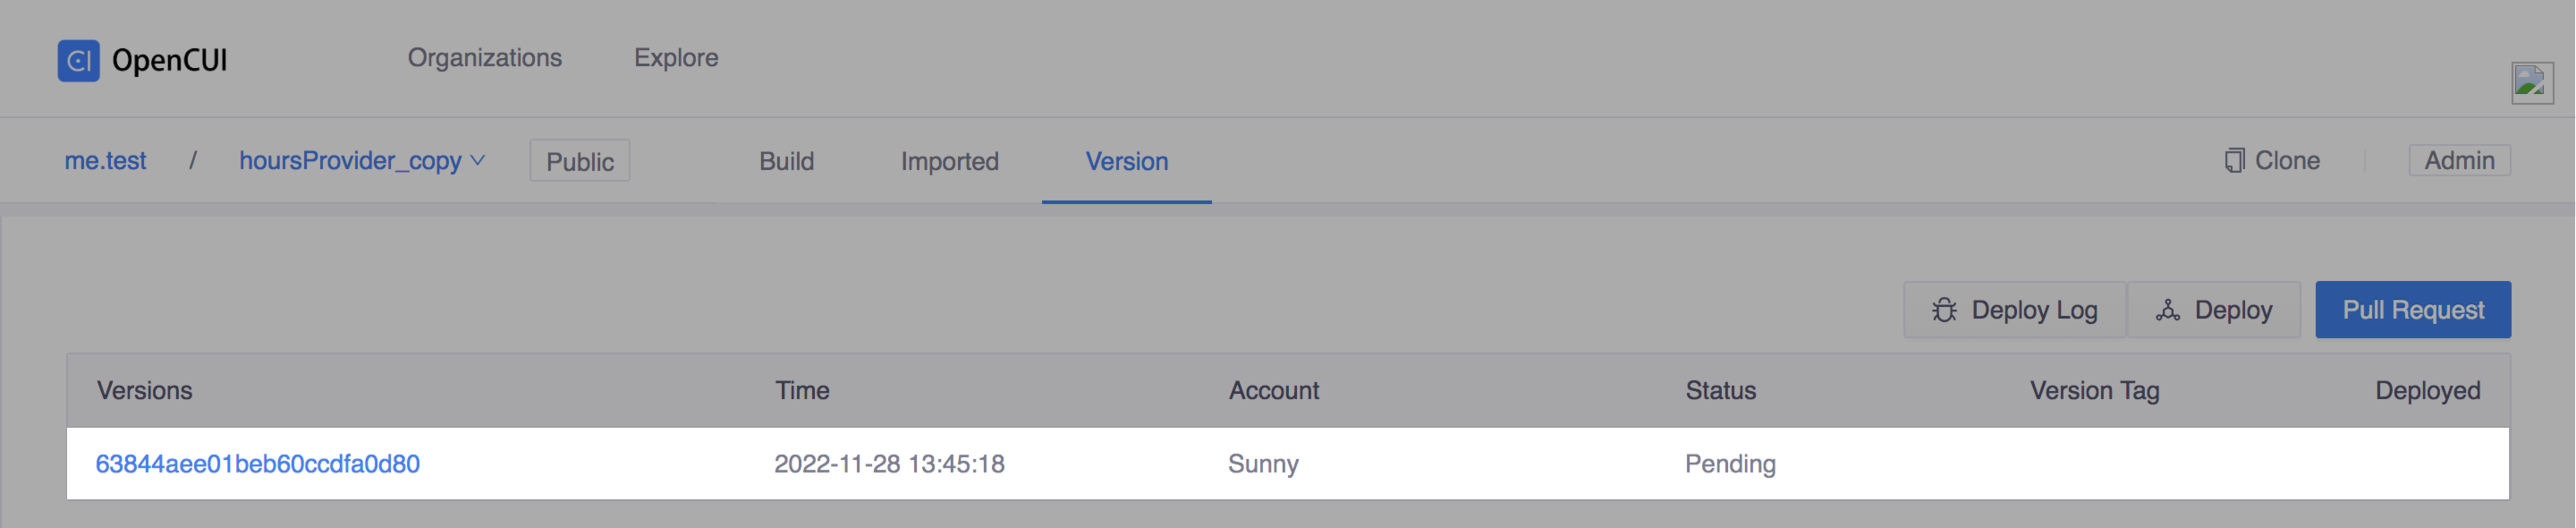 CI OpenCUI Organizations Explore
me.test / hoursProvider_copy Public Build Imported Version Clone Admin
Deploy Log Deploy Pull Request
Versions Time Account Status Version Tag Deployed
63844aee01beb60ccdfa0d80 2022-11-28 13:45:18 Sunny Pending